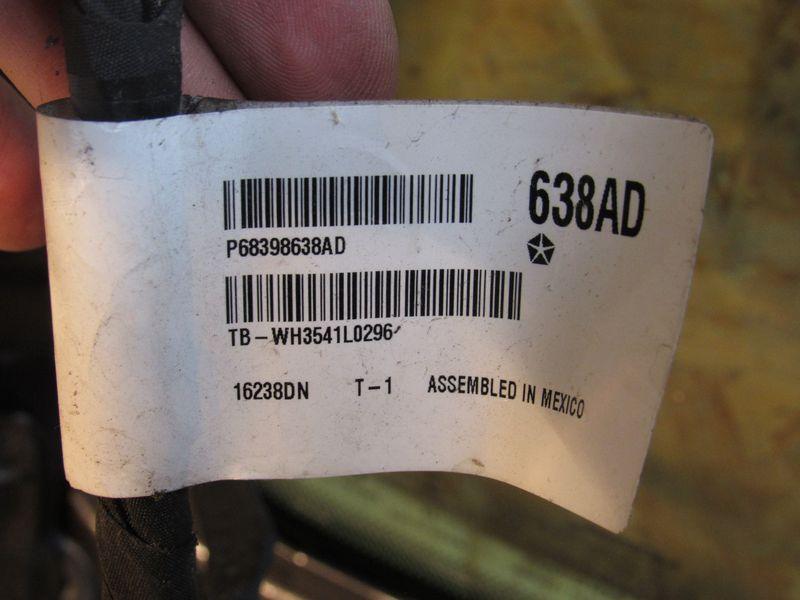 638AD
P68398638AD
TB-WH3541L0296
16238DN T-1 ASSEMBLED IN MEXICO